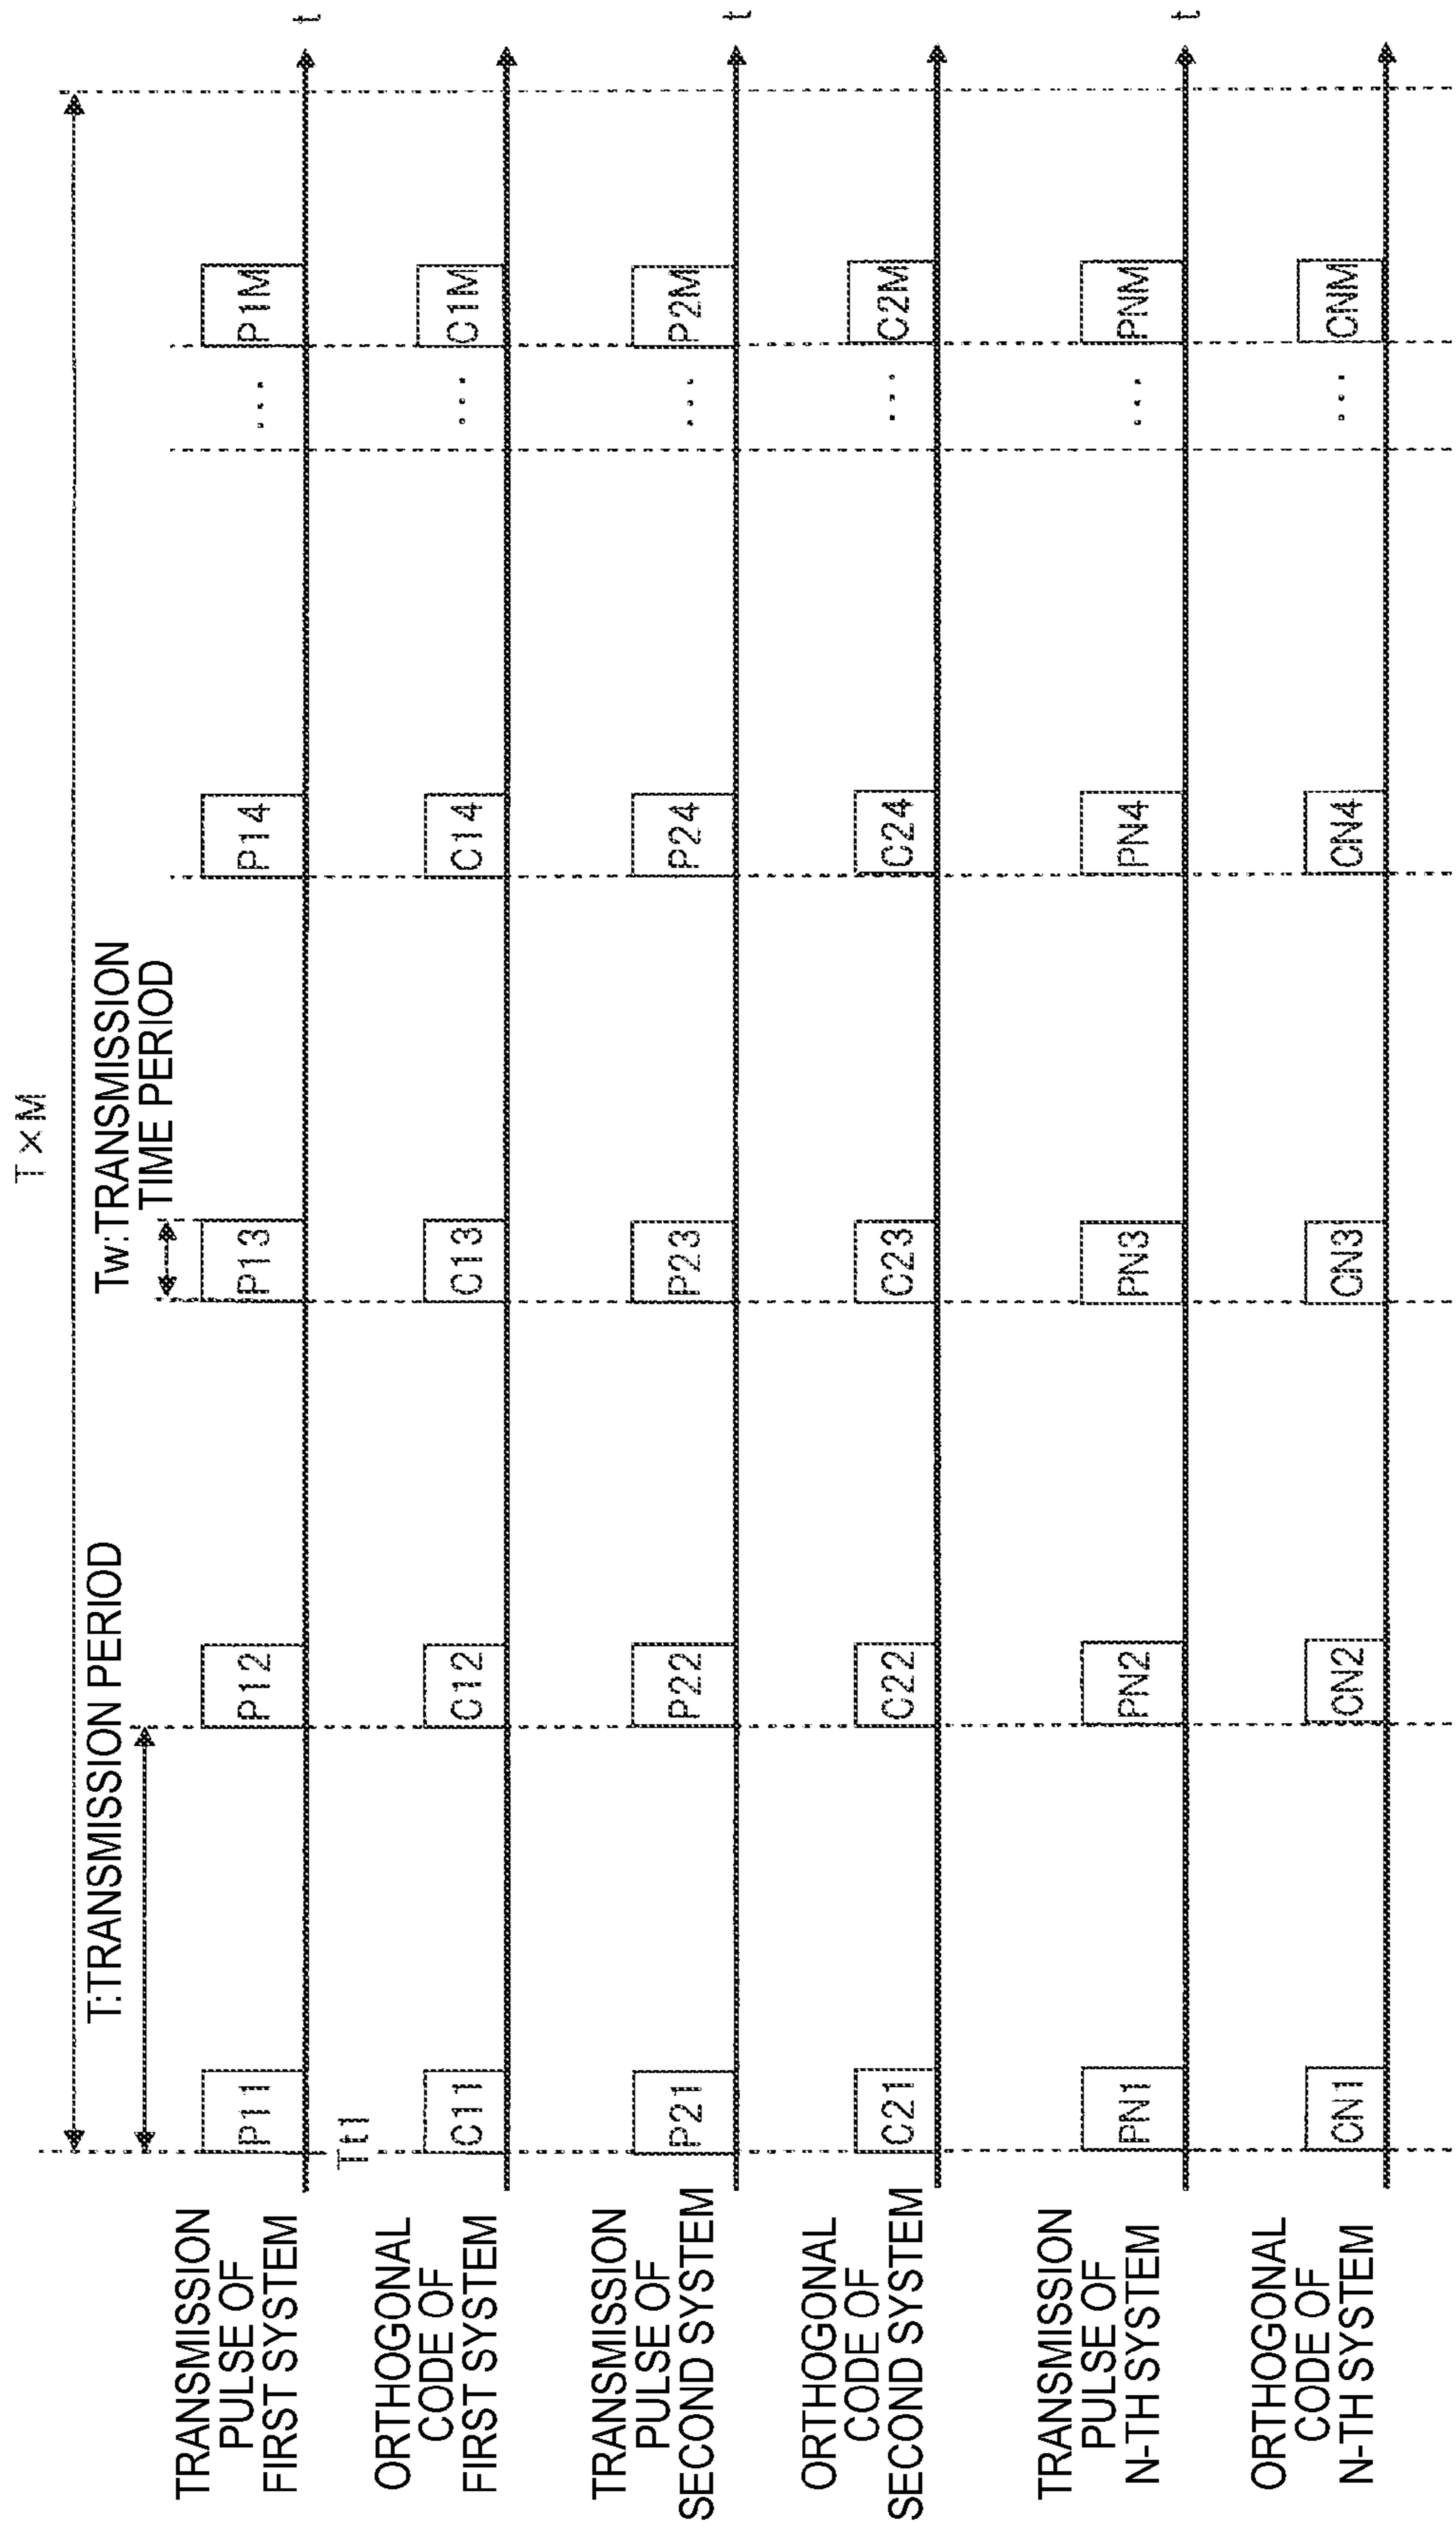 T×M
T:TRANSMISSION PERIOD
Tw:TRANSMISSION
TIME PERIOD
TRANSMISSION
PULSE OF
FIRST SYSTEM
P11
P12
P13
P14
...
P1M
t
Tt1
ORTHOGONAL
CODE OF
FIRST SYSTEM
C11
C12
C13
C14
...
C1M
TRANSMISSION
PULSE OF
SECOND SYSTEM
P21
P22
P23
P24
...
P2M
t
ORTHOGONAL
CODE OF
SECOND SYSTEM
C21
C22
C23
C24
...
C2M
TRANSMISSION
PULSE OF
N-TH SYSTEM
PN1
PN2
PN3
PN4
...
PNM
t
ORTHOGONAL
CODE OF
N-TH SYSTEM
CN1
CN2
CN3
CN4
...
CNM